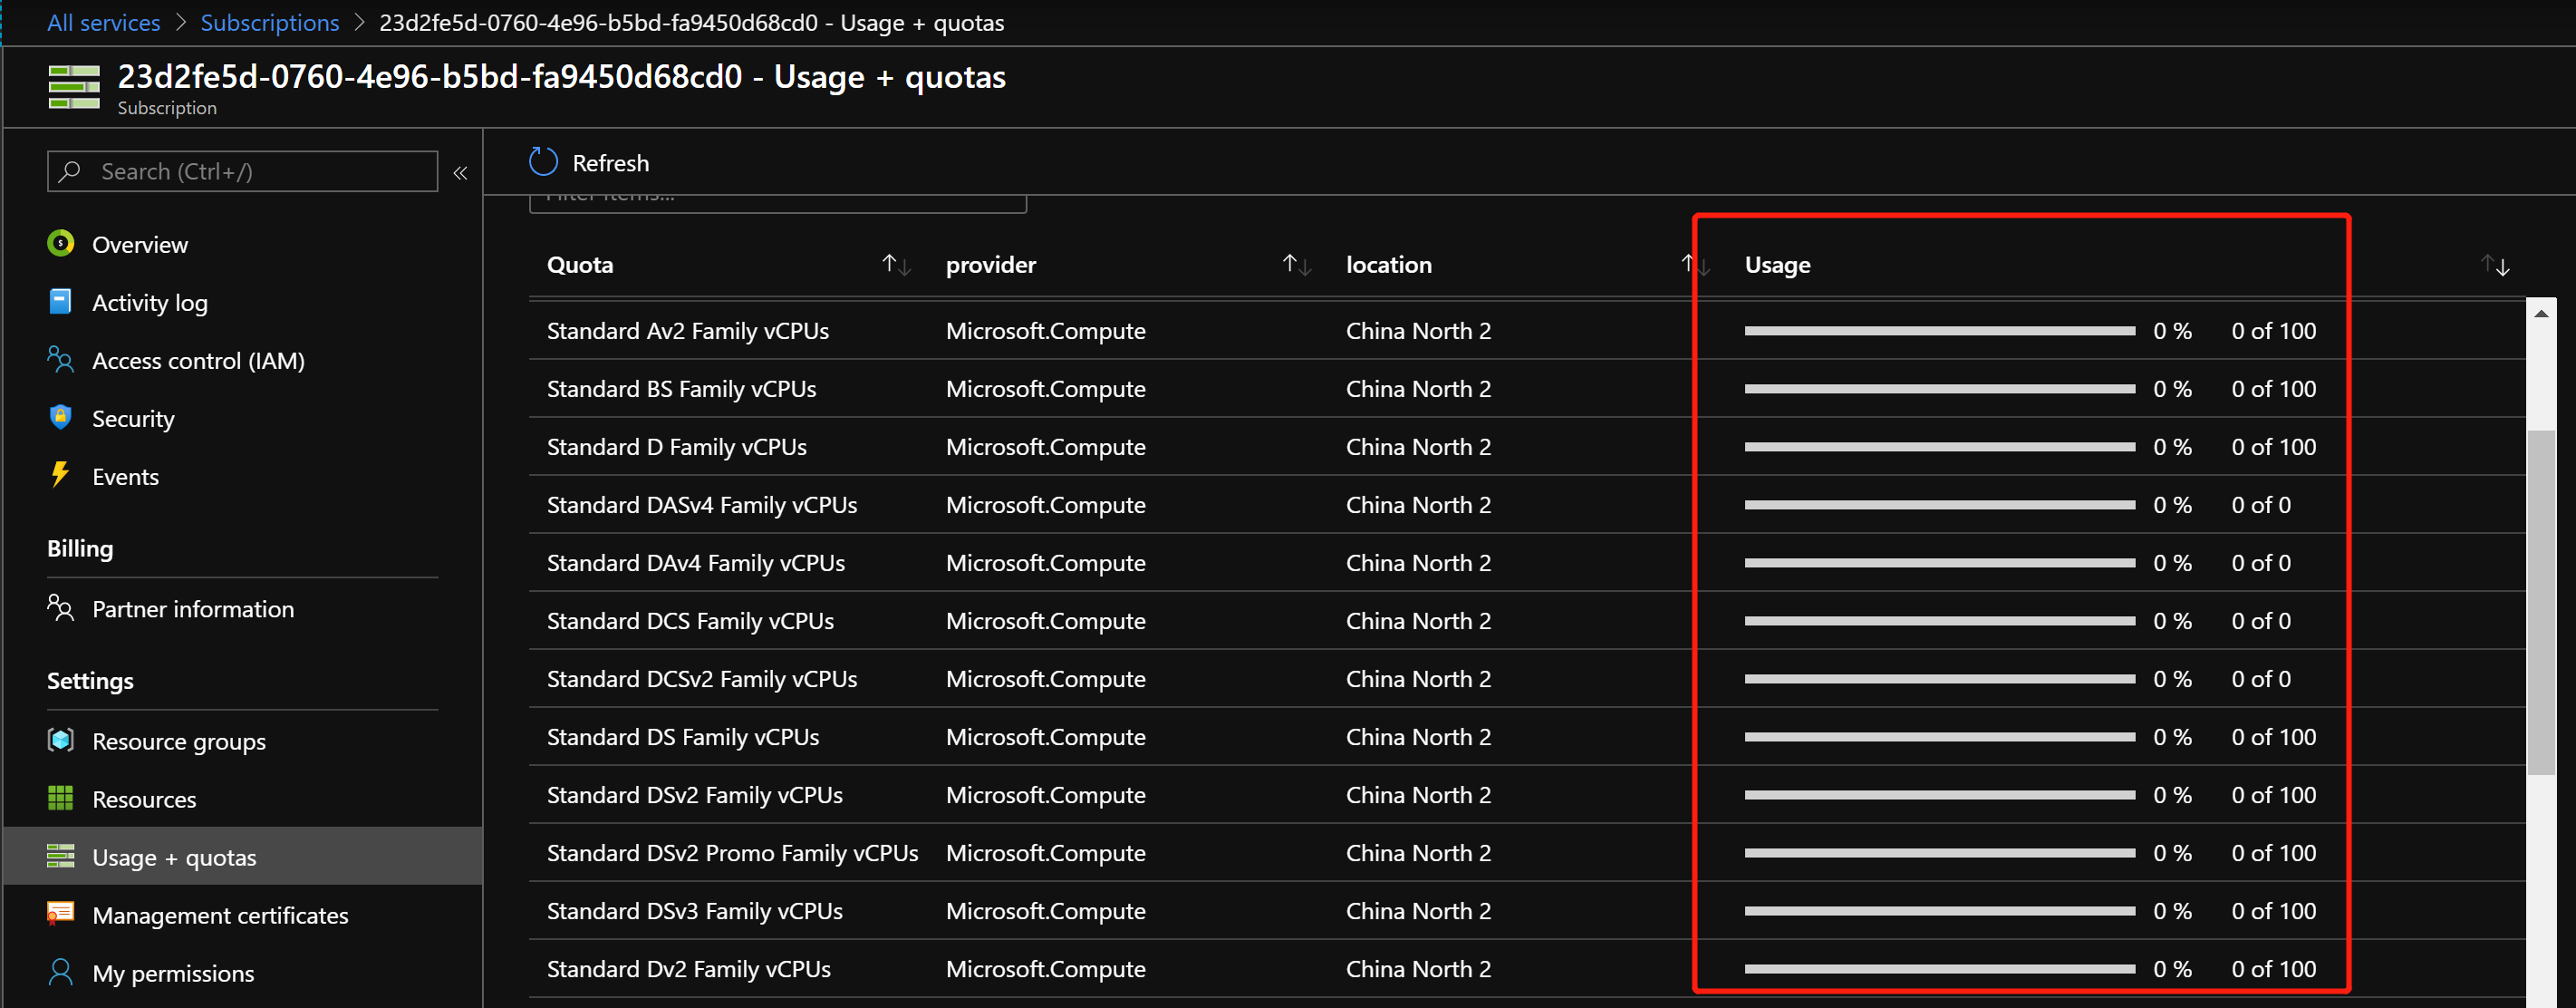 All services > Subscriptions > 23d2fe5d-0760-4e96-b5bd-fa9450d68cd0 - Usage + quotas
23d2fe5d-0760-4e96-b5bd-fa9450d68cd0 - Usage + quotas
Subscription
Search (Ctrl+/)
«
Overview
Activity log
Access control (IAM)
Security
Events
Billing
Partner information
Settings
Resource groups
Resources
Usage + quotas
Management certificates
My permissions
Refresh
Filter items...
Quota provider location Usage
Standard Av2 Family vCPUs Microsoft.Compute China North 2 0 % 0 of 100
Standard BS Family vCPUs Microsoft.Compute China North 2 0 % 0 of 100
Standard D Family vCPUs Microsoft.Compute China North 2 0 % 0 of 100
Standard DASv4 Family vCPUs Microsoft.Compute China North 2 0 % 0 of 0
Standard DAv4 Family vCPUs Microsoft.Compute China North 2 0 % 0 of 0
Standard DCS Family vCPUs Microsoft.Compute China North 2 0 % 0 of 0
Standard DCSv2 Family vCPUs Microsoft.Compute China North 2 0 % 0 of 0
Standard DS Family vCPUs Microsoft.Compute China North 2 0 % 0 of 100
Standard DSv2 Family vCPUs Microsoft.Compute China North 2 0 % 0 of 100
Standard DSv2 Promo Family vCPUs Microsoft.Compute China North 2 0 % 0 of 100
Standard DSv3 Family vCPUs Microsoft.Compute China North 2 0 % 0 of 100
Standard Dv2 Family vCPUs Microsoft.Compute China North 2 0 % 0 of 100